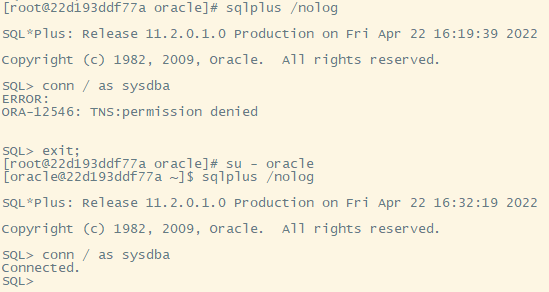 [root@22d193ddf77a oracle]# sqlplus /nolog
SQL*Plus: Release 11.2.0.1.0 Production on Fri Apr 22 16:19:39 2022
Copyright (c) 1982, 2009, Oracle.  All rights reserved.
SQL> conn / as sysdba
ERROR:
ORA-12546: TNS:permission denied
SQL> exit;
[root@22d193ddf77a oracle]# su - oracle
[oracle@22d193ddf77a ~]$ sqlplus /nolog
SQL*Plus: Release 11.2.0.1.0 Production on Fri Apr 22 16:32:19 2022
Copyright (c) 1982, 2009, Oracle.  All rights reserved.
SQL> conn / as sysdba
Connected.
SQL>